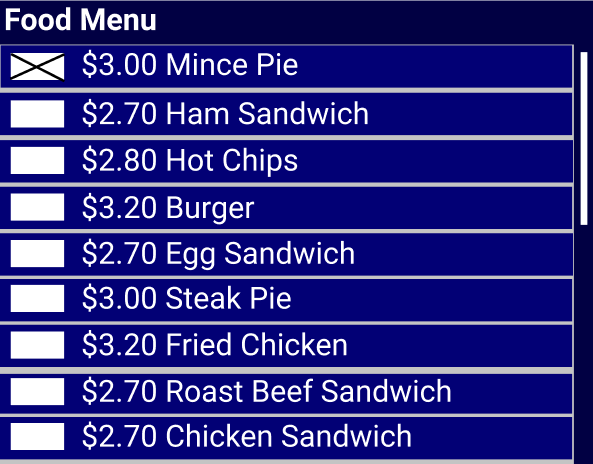 Food Menu
$3.00 Mince Pie
$2.70 Ham Sandwich
$2.80 Hot Chips
$3.20 Burger
$2.70 Egg Sandwich
$3.00 Steak Pie
$3.20 Fried Chicken
$2.70 Roast Beef Sandwich
$2.70 Chicken Sandwich